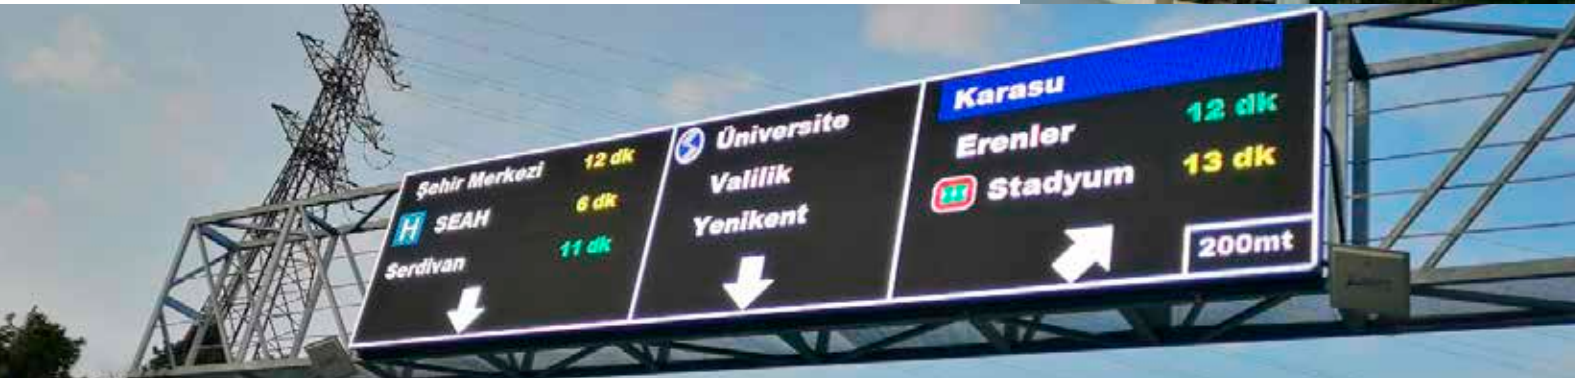 Şehir Merkezi 12 dk
H SEAH 6 dk
Serdivan 11 dk
Üniversite
Valilik
Yenikent
Karasu
Erenler 12 dk
Stadyum 13 dk
200mt